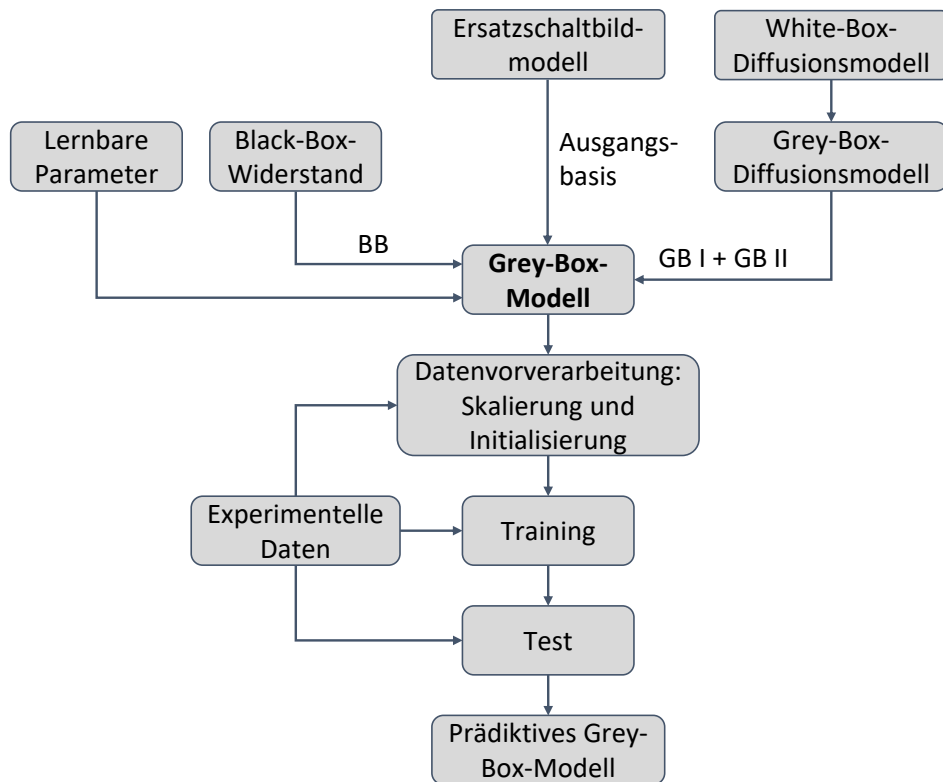 Ersatzschaltbild-
modell
White-Box-
Diffusionsmodell
Lernbare
Parameter
Black-Box-
Widerstand
Ausgangs-
basis
Grey-Box-
Diffusionsmodell
BB
Grey-Box-
Modell
GB I + GB II
Datenvorverarbeitung:
Skalierung und
Initialisierung
Experimentelle
Daten
Training
Test
Prädiktives Grey-
Box-Modell